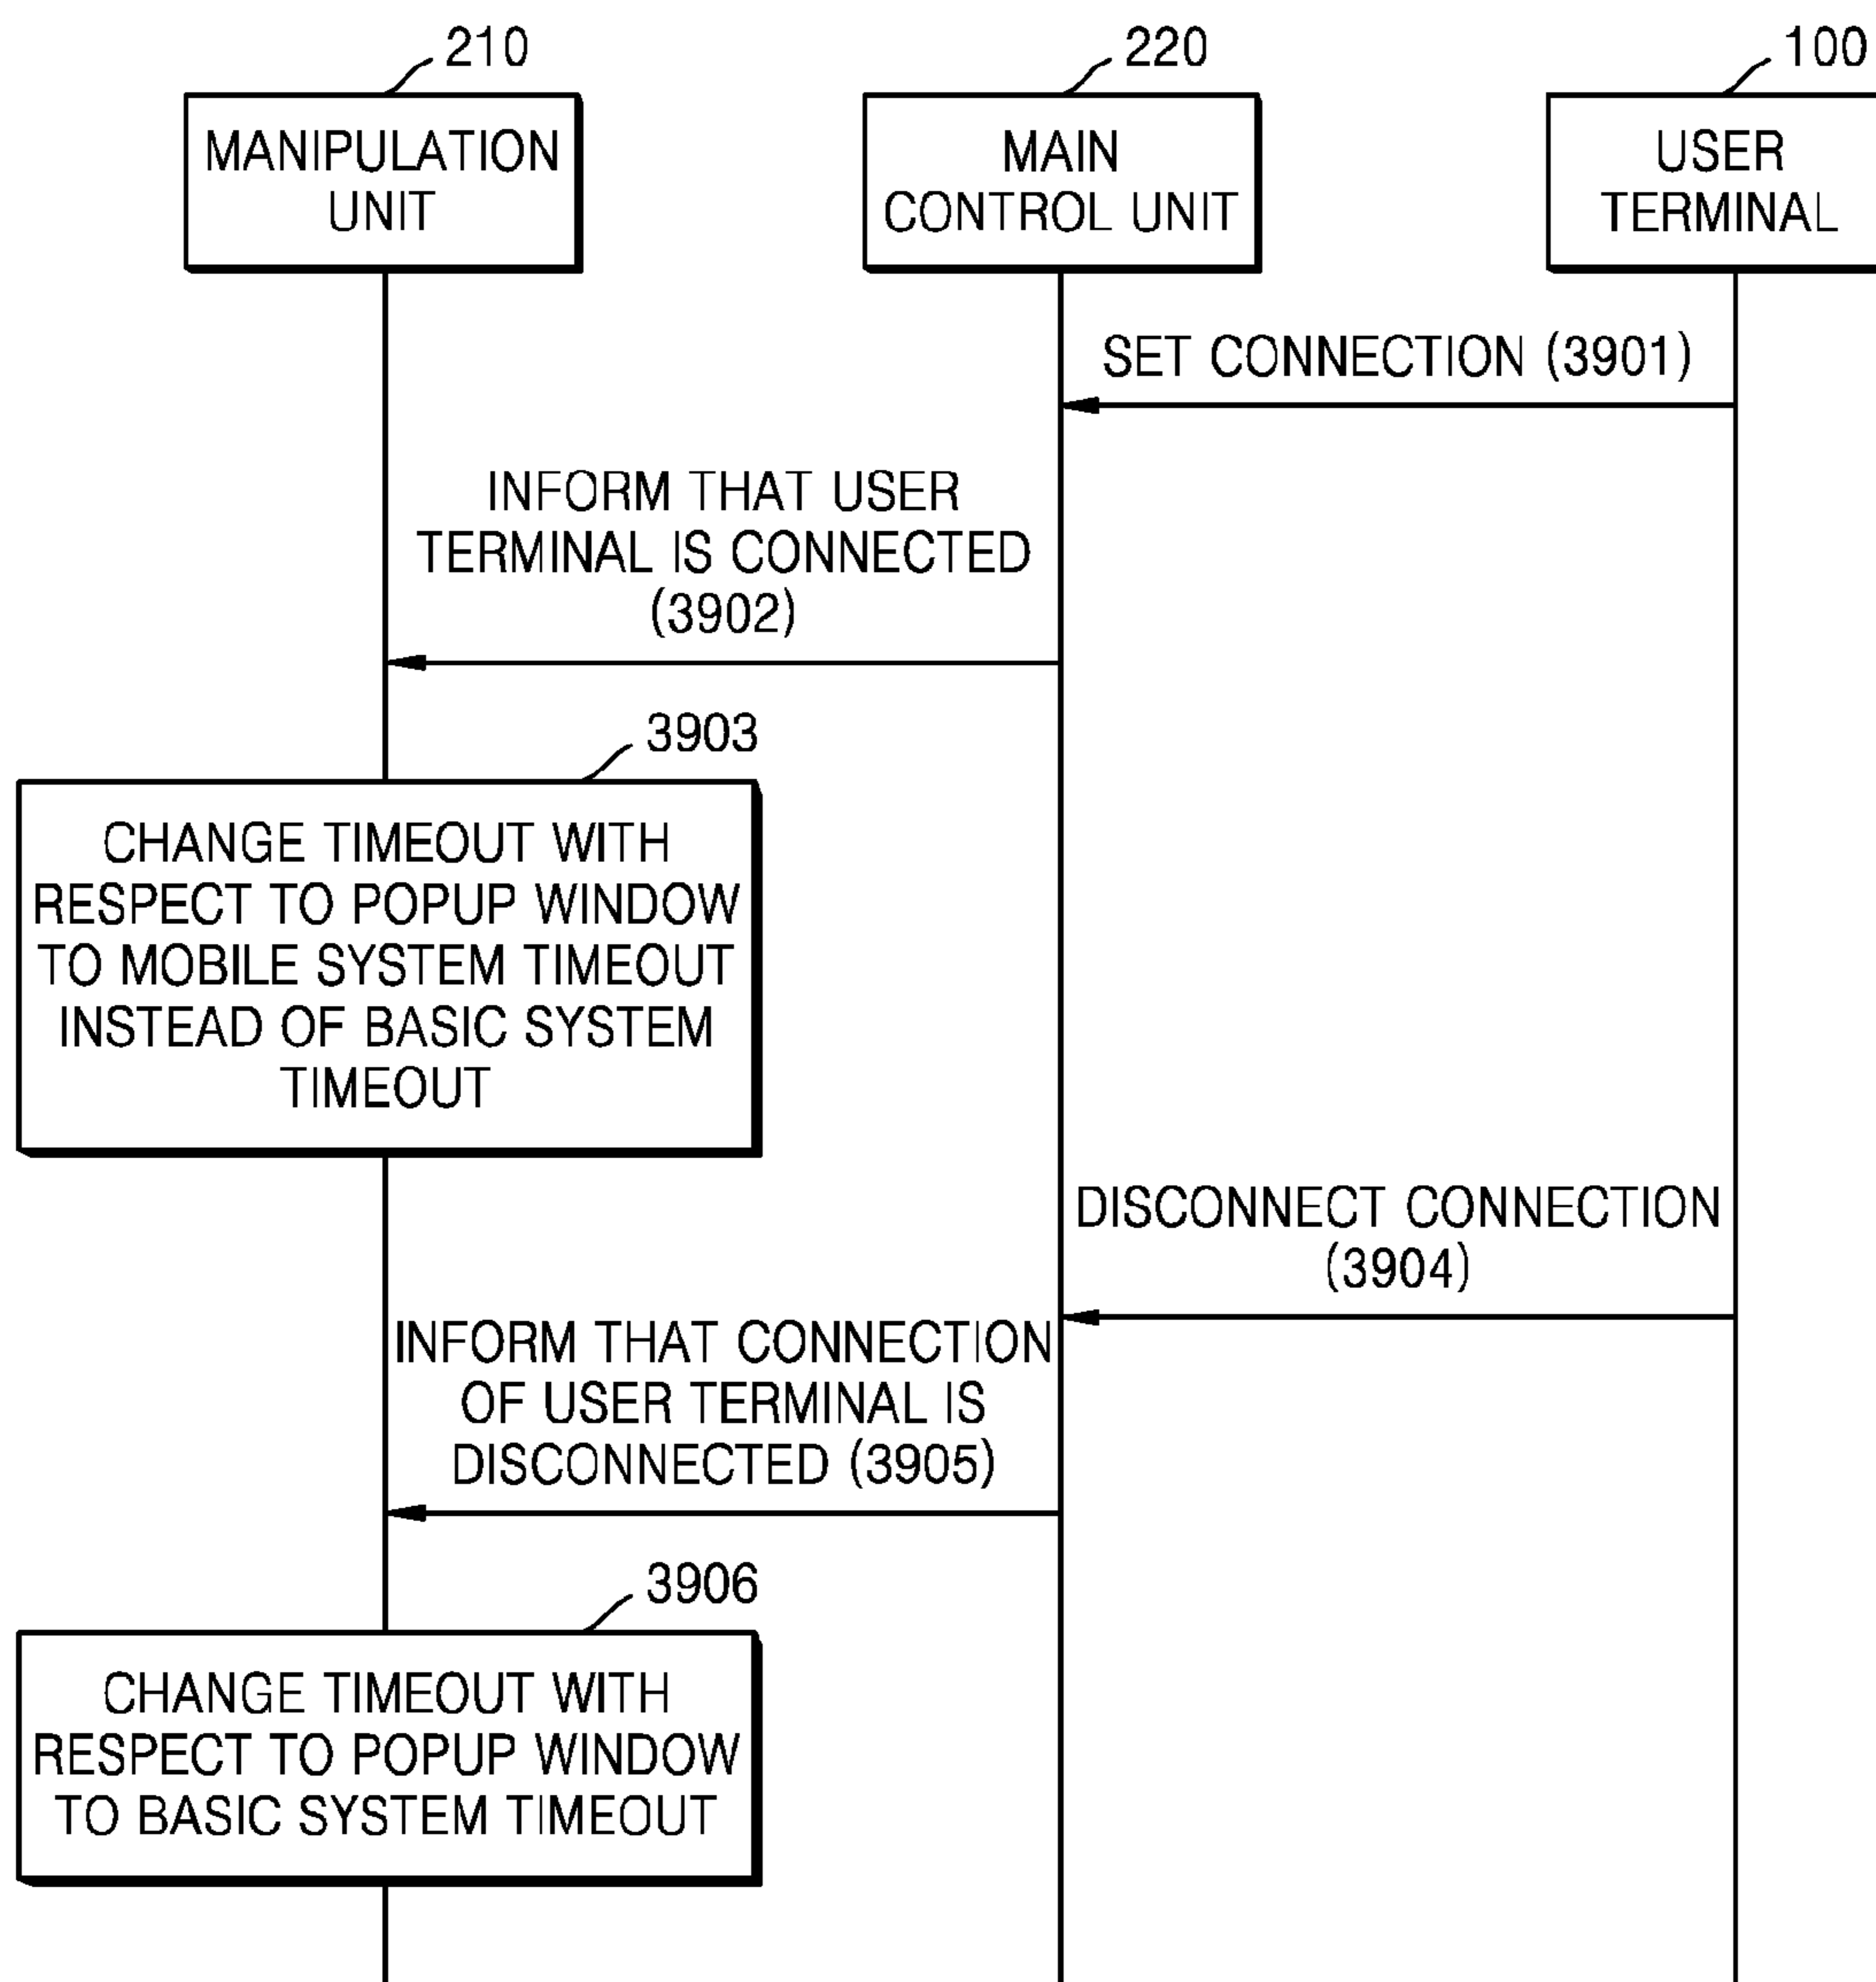 210
220
100
MANIPULATION
UNIT
MAIN
CONTROL UNIT
USER
TERMINAL
SET CONNECTION (3901)
INFORM THAT USER
TERMINAL IS CONNECTED
(3902)
3903
CHANGE TIMEOUT WITH
RESPECT TO POPUP WINDOW
TO MOBILE SYSTEM TIMEOUT
INSTEAD OF BASIC SYSTEM
TIMEOUT
DISCONNECT CONNECTION
(3904)
INFORM THAT CONNECTION
OF USER TERMINAL IS
DISCONNECTED (3905)
3906
CHANGE TIMEOUT WITH
RESPECT TO POPUP WINDOW
TO BASIC SYSTEM TIMEOUT